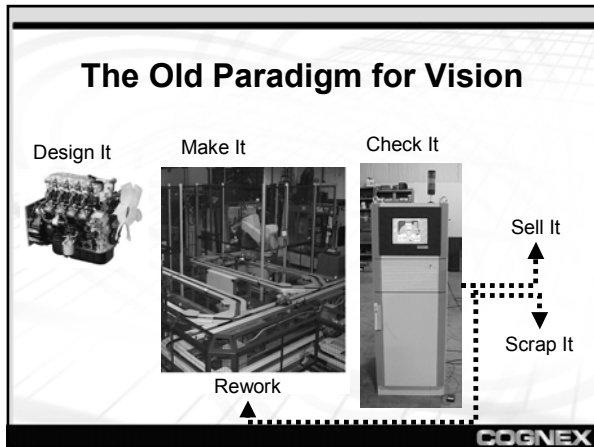 The Old Paradigm for Vision
Design It
Make It
Check It
Sell It
Scrap It
Rework
COGNEX